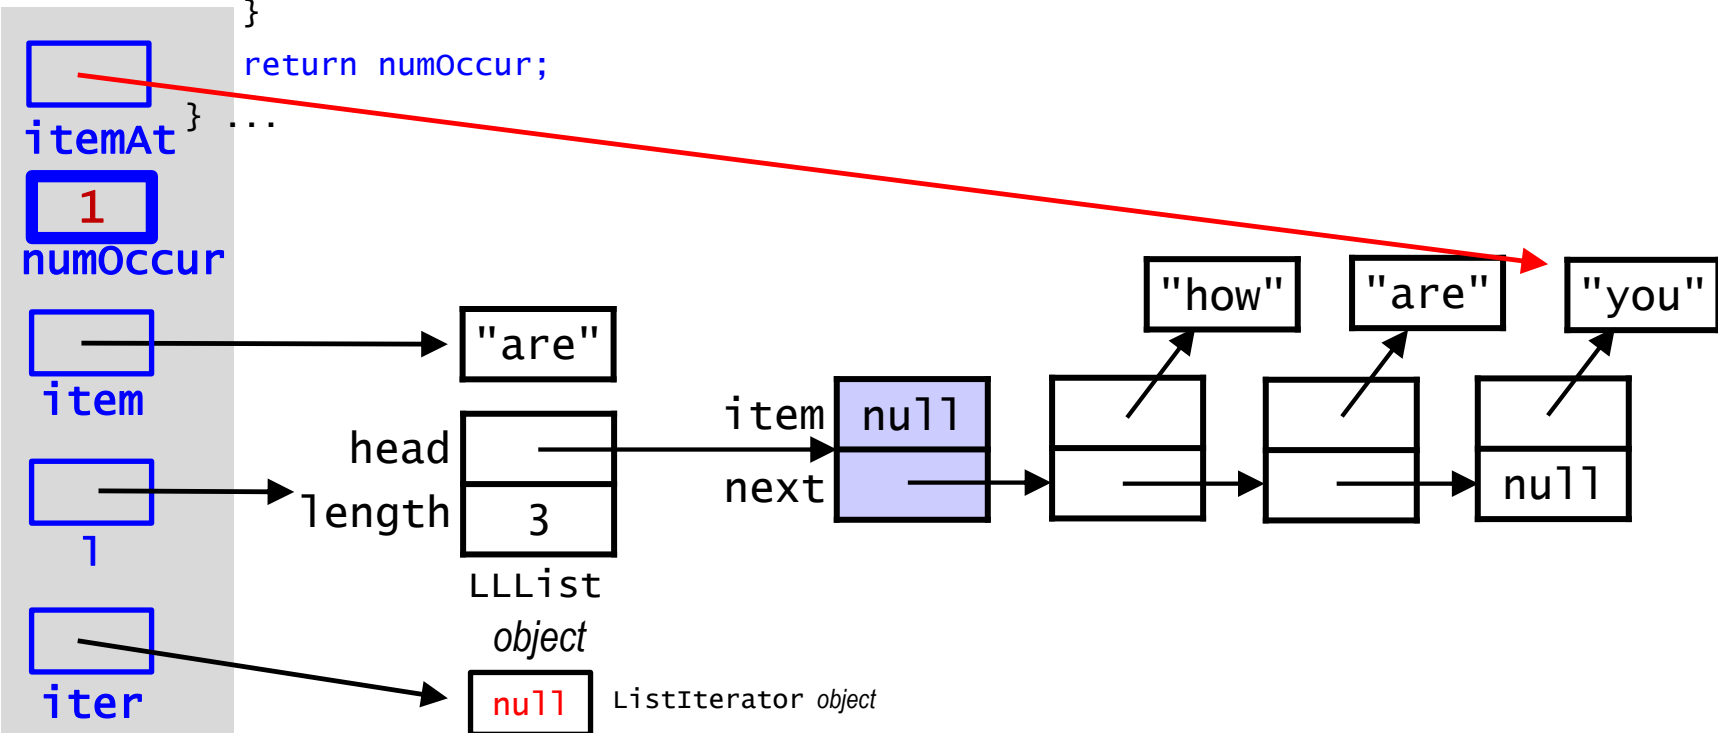 }
return numOccur;
} ...
itemAt
1
numOccur
"how" "are" "you"
"are"
item
item null
head
next null
length 3
l
LLList
object
iter
null ListIterator object